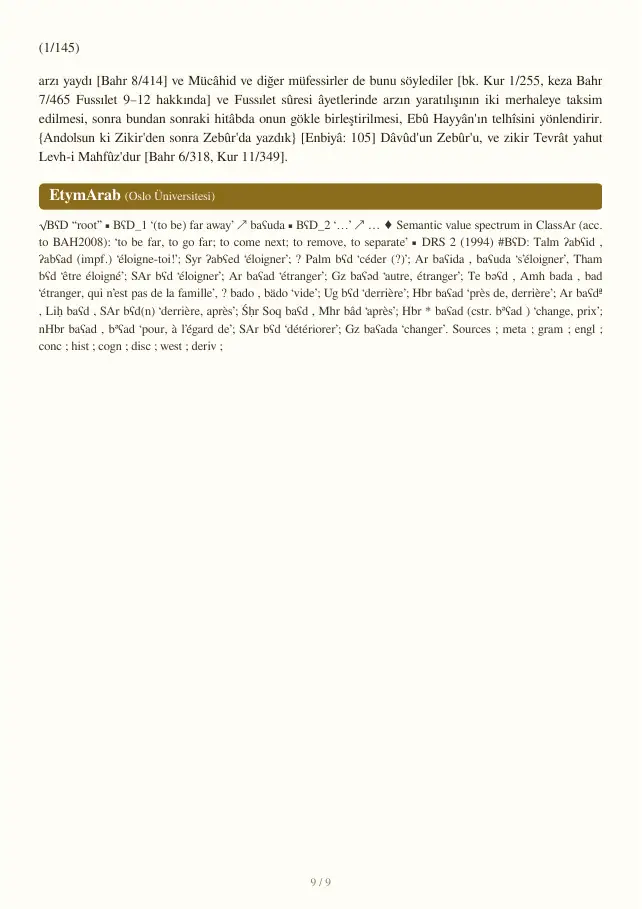 (1/145)
arzı yaydı [Bahr 8/414] ve Mücâhid ve diğer müfessirler de bunu söylediler [bk. Kur 1/255, keza Bahr
7/465 Fussılet 9–12 hakkında] ve Fussılet sûresi âyetlerinde arzın yaratılışının iki merhaleye taksim
edilmesi, sonra bundan sonraki hitâbda onun gökle birleştirilmesi, Ebû Hayyân'ın telhîsini yönlendirir.
{Andolsun ki Zikir'den sonra Zebûr'da yazdık} [Enbiyâ: 105] Dâvûd'un Zebûr'u, ve zikir Tevrât yahut
Levh-i Mahfûz'dur [Bahr 6/318, Kur 11/349].
EtymArab (Oslo Üniversitesi)
√BʕD “root” ▪ BʕD_1 ‘(to be) far away’ ↗ baʕuda ▪ BʕD_2 ‘…’ ↗ … ♦ Semantic value spectrum in ClassAr (acc.
to BAH2008): ‘to be far, to go far; to come next; to remove, to separate’ ▪ DRS 2 (1994) #BʕD: Talm ʔabʕid ,
ʔabʕad (impf.) ‘éloigne-toi!’; Syr ʔabʕed ‘éloigner’; ? Palm bʕd ‘céder (?)’; Ar baʕida , baʕuda ‘s’éloigner’, Tham
bʕd ‘être éloigné’; SAr bʕd ‘éloigner’; Ar baʕad ‘étranger’; Gz baʕad ‘autre, étranger’; Te bəʕd , Amh bada , bad
‘étranger, qui n’est pas de la famille’, ? bado , bädo ‘vide’; Ug bʕd ‘derrière’; Hbr baʕad ‘près de, derrière’; Ar baʕdᵃ
, Liḥ baʕd , SAr bʕd(n) ‘derrière, après’; Śḥr Soq baʕd , Mhr bâd ‘après’; Hbr * baʕad (cstr. bᵊʕad ) ‘change, prix’;
nHbr baʕad , bᵊʕad ‘pour, à l’égard de’; SAr bʕd ‘détériorer’; Gz baʕada ‘changer’. Sources ; meta ; gram ; engl ;
conc ; hist ; cogn ; disc ; west ; deriv ;
9 / 9